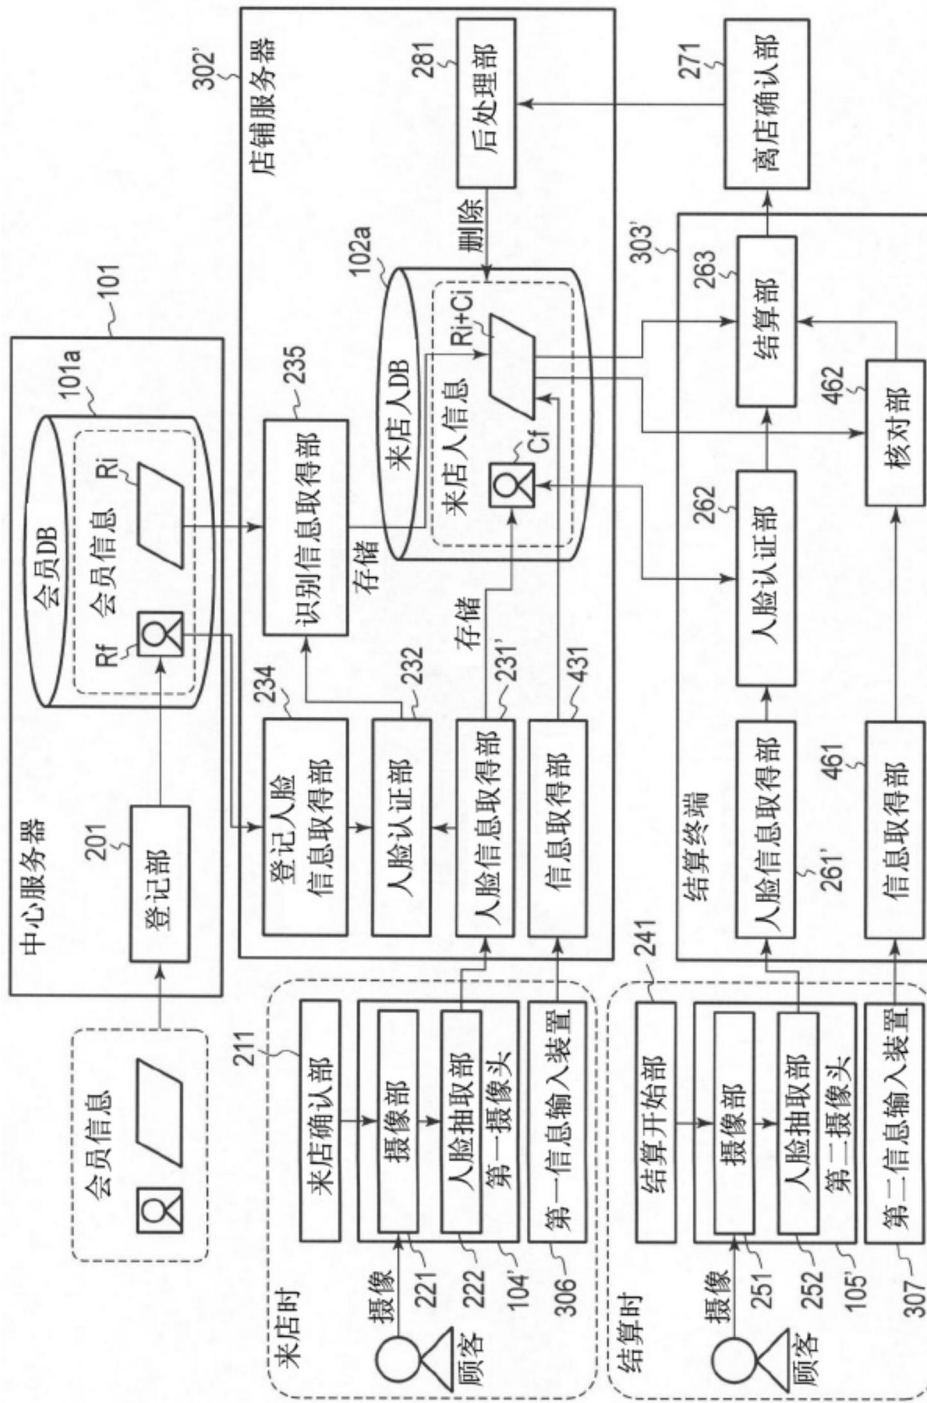 会员信息
中心服务器
101
201
登记部
会员DB
101a
会员信息
Rf
Ri
店铺服务器
302'
234
登记人脸
信息取得部
235
识别信息取得部
232
人脸认证部
存储
231'
人脸信息取得部
存储
431
信息取得部
102a
来店人DB
来店人信息
Ri+Ci
Cf
删除
281
后处理部
271
离店确认部
来店时
211
来店确认部
摄像
顾客
摄像部
221
人脸抽取部
222
第一摄像头
104'
第一信息输入装置
306
结算时
241
结算开始部
摄像
顾客
摄像部
251
人脸抽取部
252
第二摄像头
105'
第二信息输入装置
307
结算终端
303'
人脸信息取得部
261'
262
人脸认证部
263
结算部
461
信息取得部
462
核对部